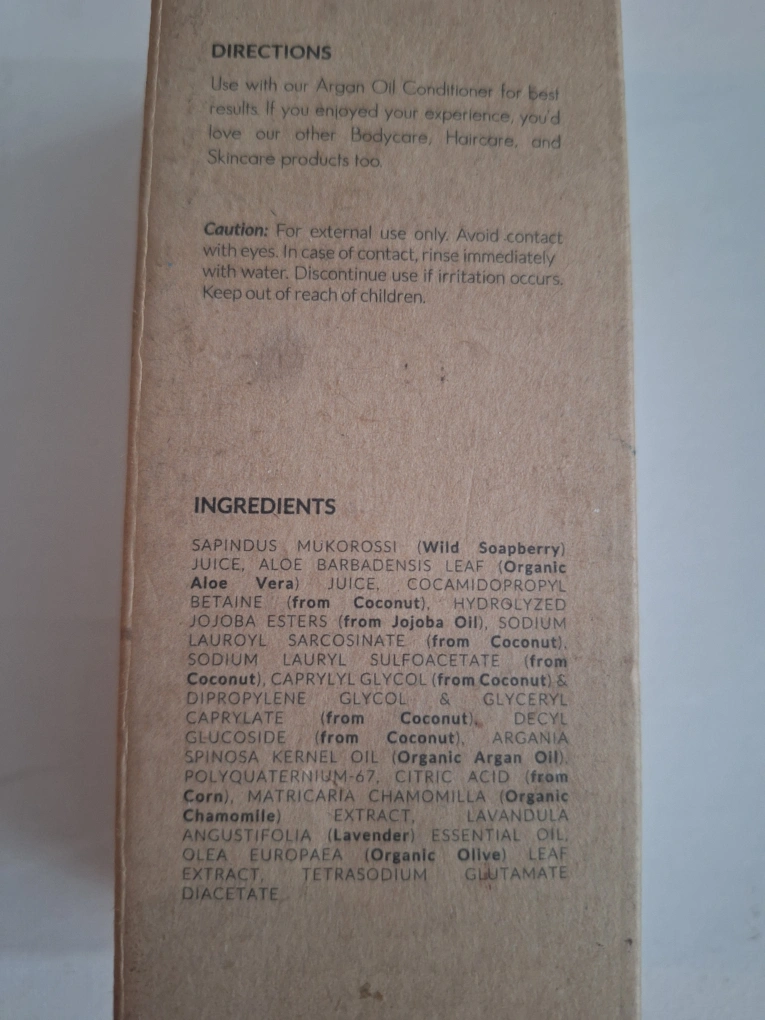 DIRECTIONS
Use with our Argan Oil Conditioner for best
results. If you enjoyed your experience, you'd
love our other Bodycare, Haircare, and
Skincare products too.
Caution: For external use only. Avoid contact
with eyes. In case of contact, rinse immediately
with water. Discontinue use if irritation occurs.
Keep out of reach of children.
INGREDIENTS
SAPINDUS MUKOROSSI (Wild Soapberry)
JUICE, ALOE BARBADENSIS LEAF (Organic
Aloe Vera) JUICE, COCAMIDOPROPYL
BETAINE (from Coconut), HYDROLYZED
JOJOBA ESTERS (from Jojoba Oil), SODIUM
LAUROYL SARCOSINATE (from Coconut),
SODIUM LAURYL SULFOACETATE (from
Coconut), CAPRYLYL GLYCOL (from Coconut) &
DIPROPYLENE GLYCOL & GLYCERYL
CAPRYLATE (from Coconut), DECYL
GLUCOSIDE (from Coconut), ARGANIA
SPINOSA KERNEL OIL (Organic Argan Oil),
POLYQUATERNIUM-67, CITRIC ACID (from
Corn), MATRICARIA CHAMOMILLA (Organic
Chamomile) EXTRACT, LAVANDULA
ANGUSTIFOLIA (Lavender) ESSENTIAL OIL,
OLEA EUROPAEA (Organic Olive) LEAF
EXTRACT, TETRASODIUM GLUTAMATE
DIACETATE